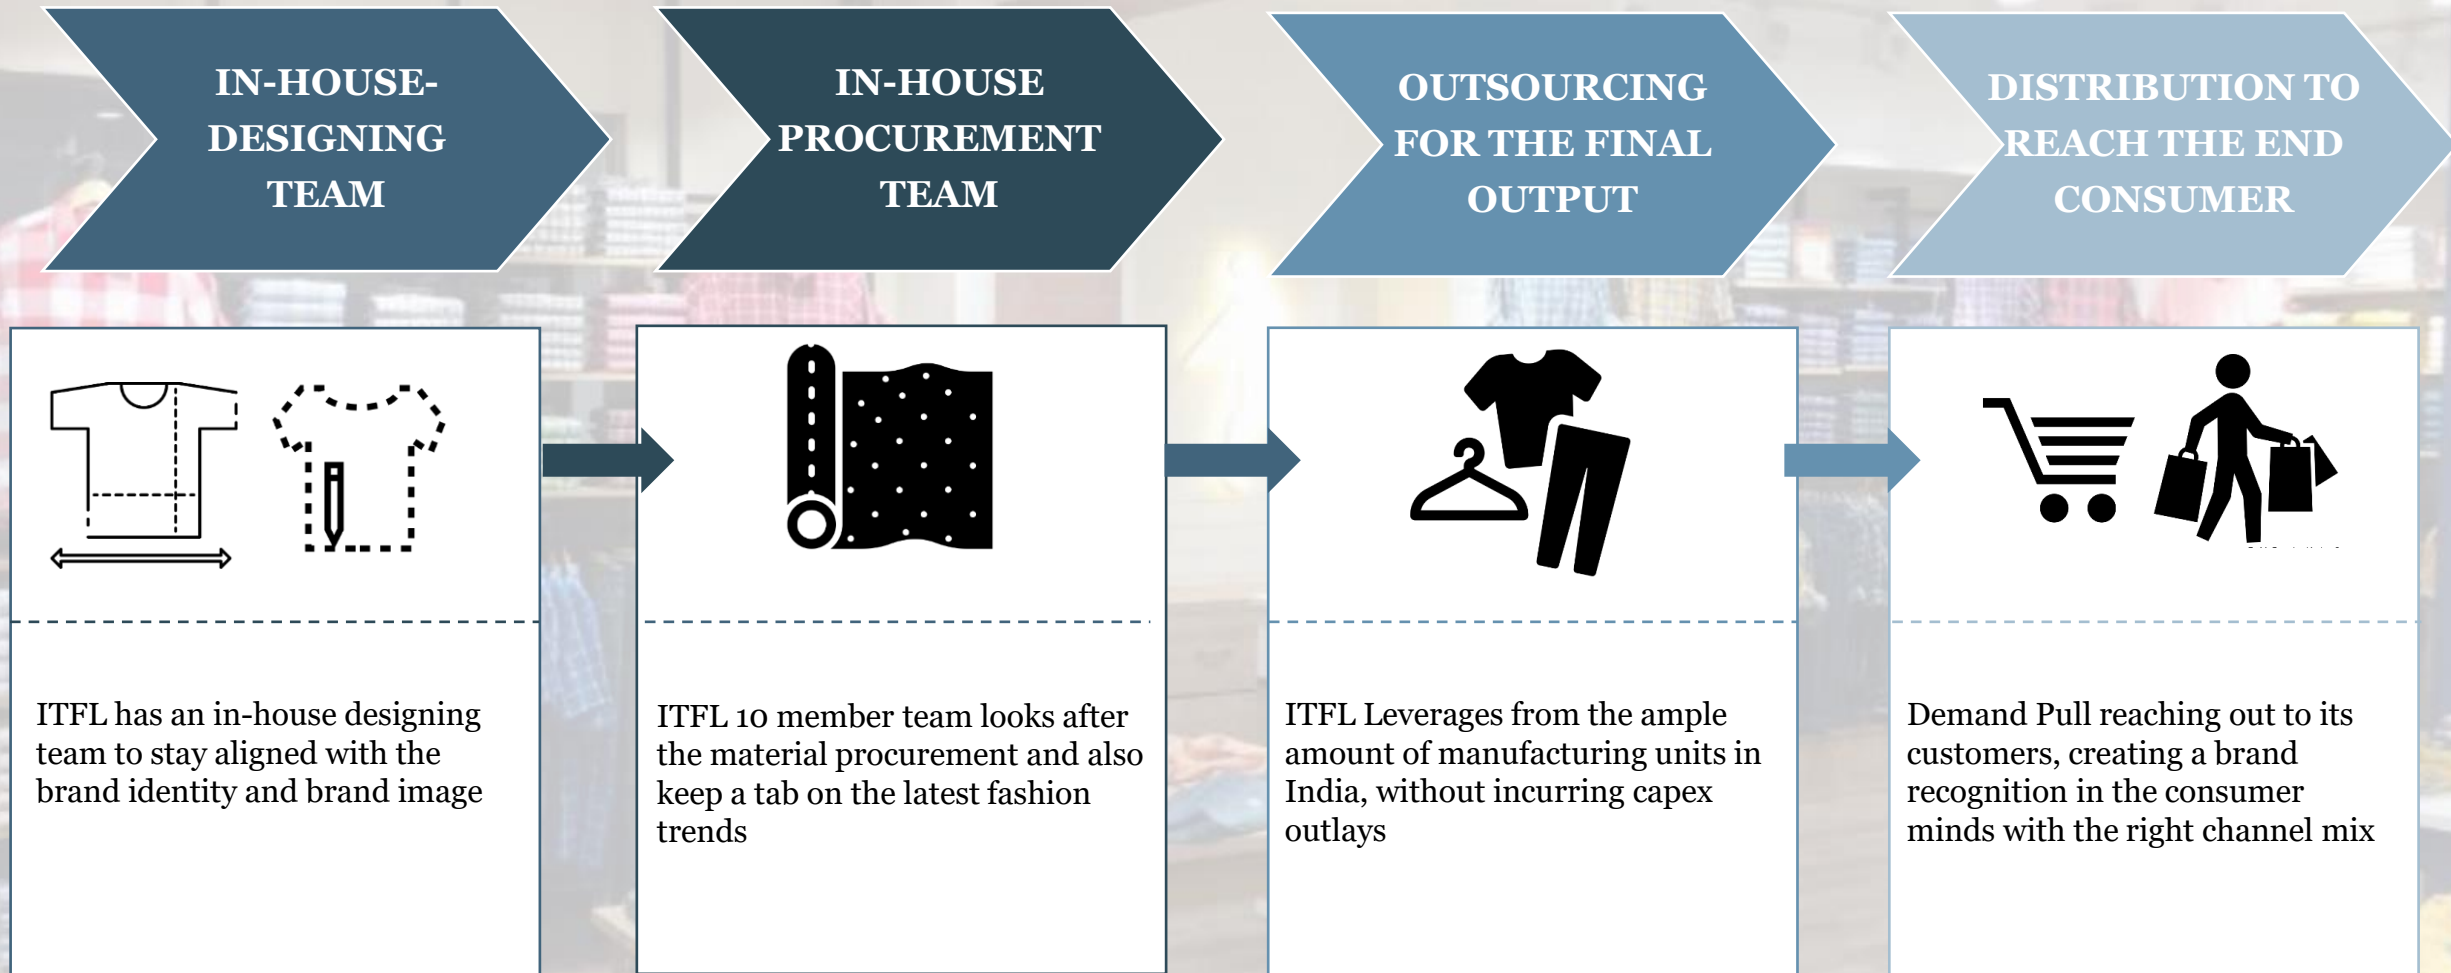 IN-HOUSE-
DESIGNING
TEAM
IN-HOUSE
PROCUREMENT
TEAM
OUTSOURCING
FOR THE FINAL
OUTPUT
DISTRIBUTION TO
REACH THE END
CONSUMER
ITFL has an in-house designing
team to stay aligned with the
brand identity and brand image
ITFL 10 member team looks after
the material procurement and also
keep a tab on the latest fashion
trends
ITFL Leverages from the ample
amount of manufacturing units in
India, without incurring capex
outlays
Demand Pull reaching out to its
customers, creating a brand
recognition in the consumer
minds with the right channel mix